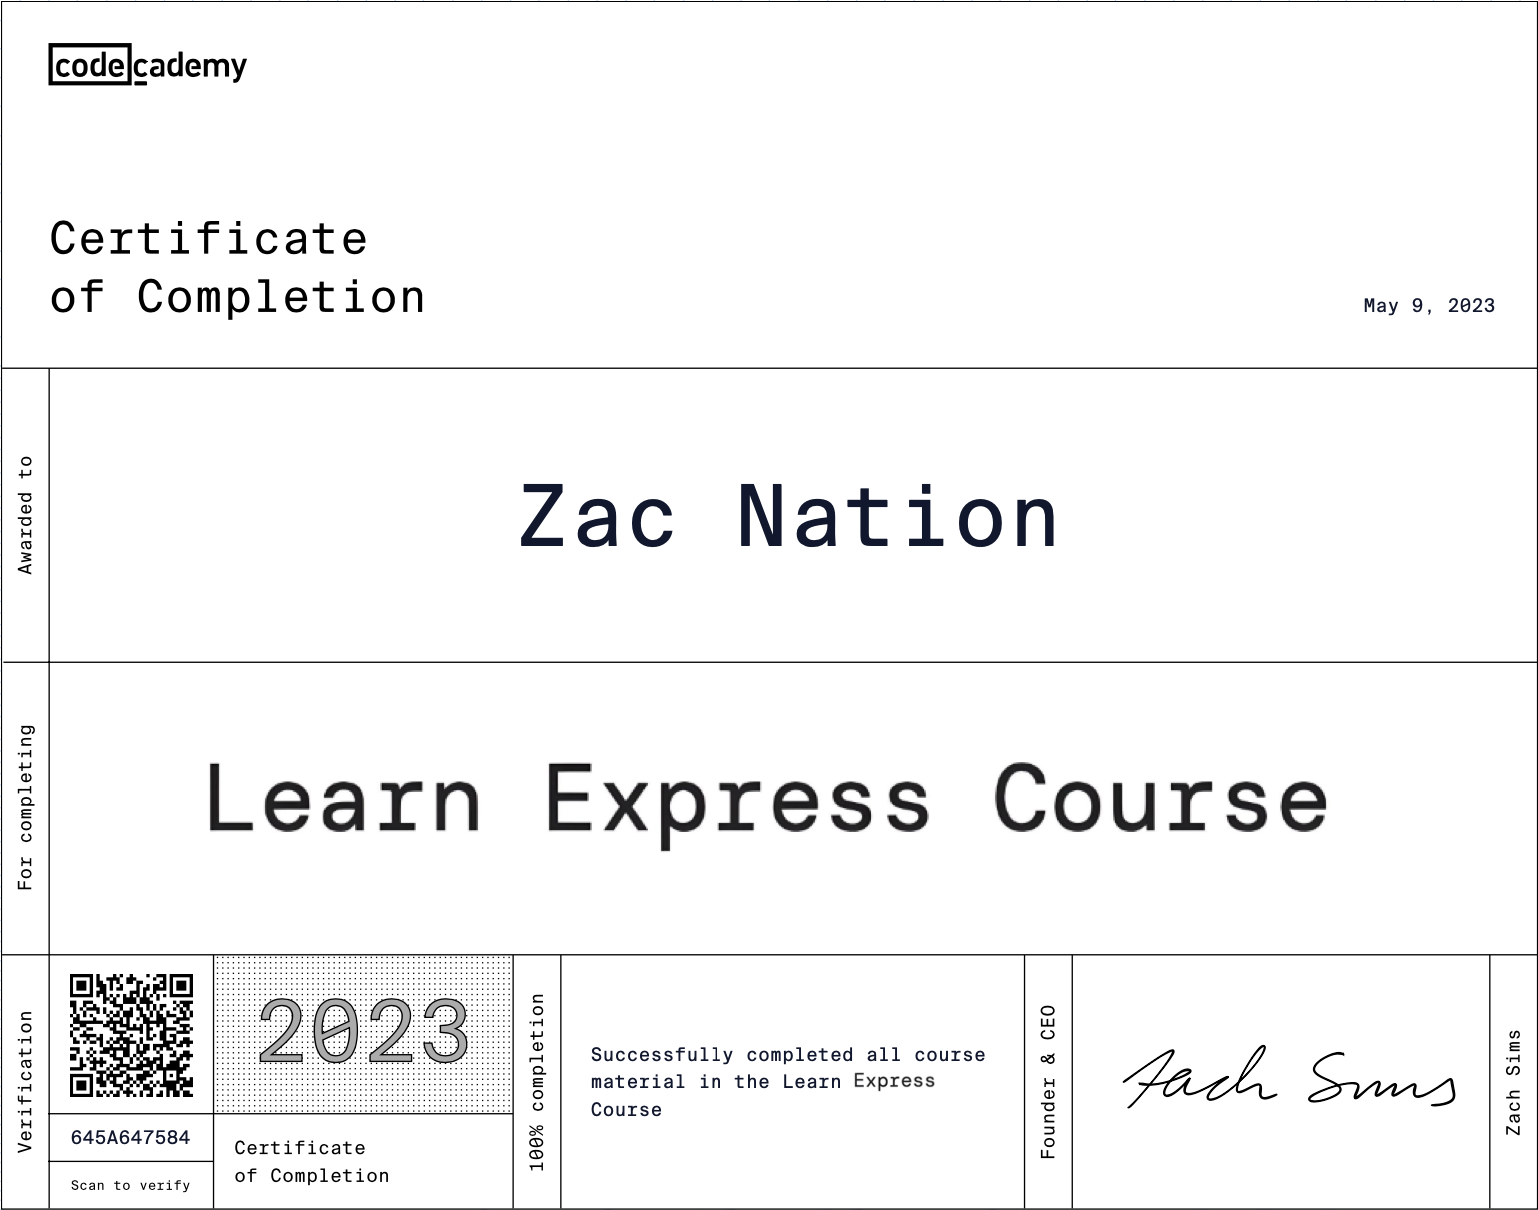 codecademy
Certificate
of Completion
May 9, 2023
Awarded to
Zac Nation
For completing
Learn Express Course
Verification
645A647584
Scan to verify
2023
Certificate
of Completion
100% completion
Successfully completed all course
material in the Learn Express
Course
Founder & CEO
Zach Sims
Zach Sims